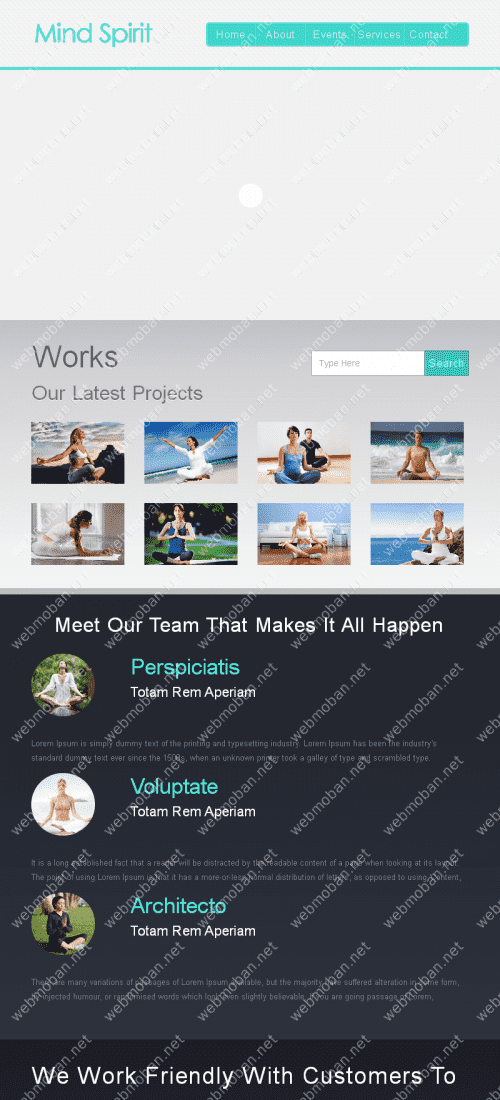 Mind Spirit
Home About Events Services Contact
Works
Type Here Search
Our Latest Projects
Meet Our Team That Makes It All Happen
Perspiciatis
Totam Rem Aperiam
Lorem Ipsum is simply dummy text of the printing and typesetting industry. Lorem Ipsum has been the industry's
standard dummy text ever since the 1500s, when an unknown printer took a galley of type and scrambled type.
Voluptate
Totam Rem Aperiam
It is a long established fact that a reader will be distracted by the readable content of a page when looking at its layout.
The point of using Lorem Ipsum is that it has a more-or-less normal distribution of letters, as opposed to using Content,
Architecto
Totam Rem Aperiam
There are many variations of passages of Lorem Ipsum available, but the majority have suffered alteration in some form,
by injected humour, or randomised words which look even slightly believable. you are going passage of Lorem,
We Work Friendly With Customers To
webmoban.net